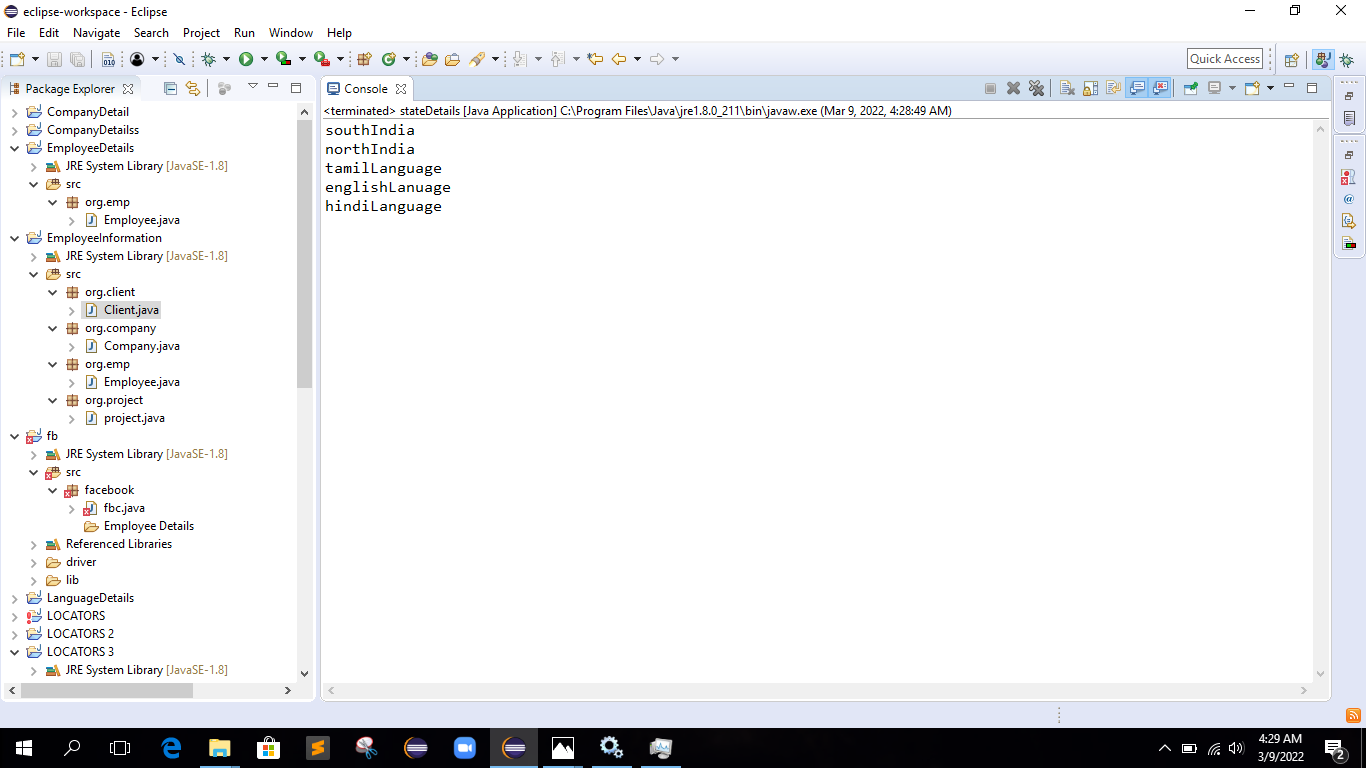 eclipse-workspace - Eclipse
File Edit Navigate Search Project Run Window Help
Quick Access
Package Explorer
CompanyDetail
CompanyDetailss
EmployeeDetails
JRE System Library [JavaSE-1.8]
src
org.emp
Employee.java
EmployeeInformation
JRE System Library [JavaSE-1.8]
src
org.client
Client.java
org.company
Company.java
org.emp
Employee.java
org.project
project.java
fb
JRE System Library [JavaSE-1.8]
src
facebook
fbc.java
Employee Details
Referenced Libraries
driver
lib
LanguageDetails
LOCATORS
LOCATORS 2
LOCATORS 3
JRE System Library [JavaSE-1.8]
Console
<terminated> stateDetails [Java Application] C:\Program Files\Java\jre1.8.0_211\bin\javaw.exe (Mar 9, 2022, 4:28:49 AM)
southIndia
northIndia
tamilLanguage
englishLanuage
hindiLanguage
4:29 AM
3/9/2022
2